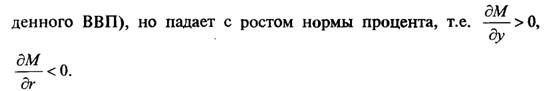 денного ВВП), но падает с ростом нормы процента, т.е. ∂M/∂y > 0,
∂M/∂r < 0.